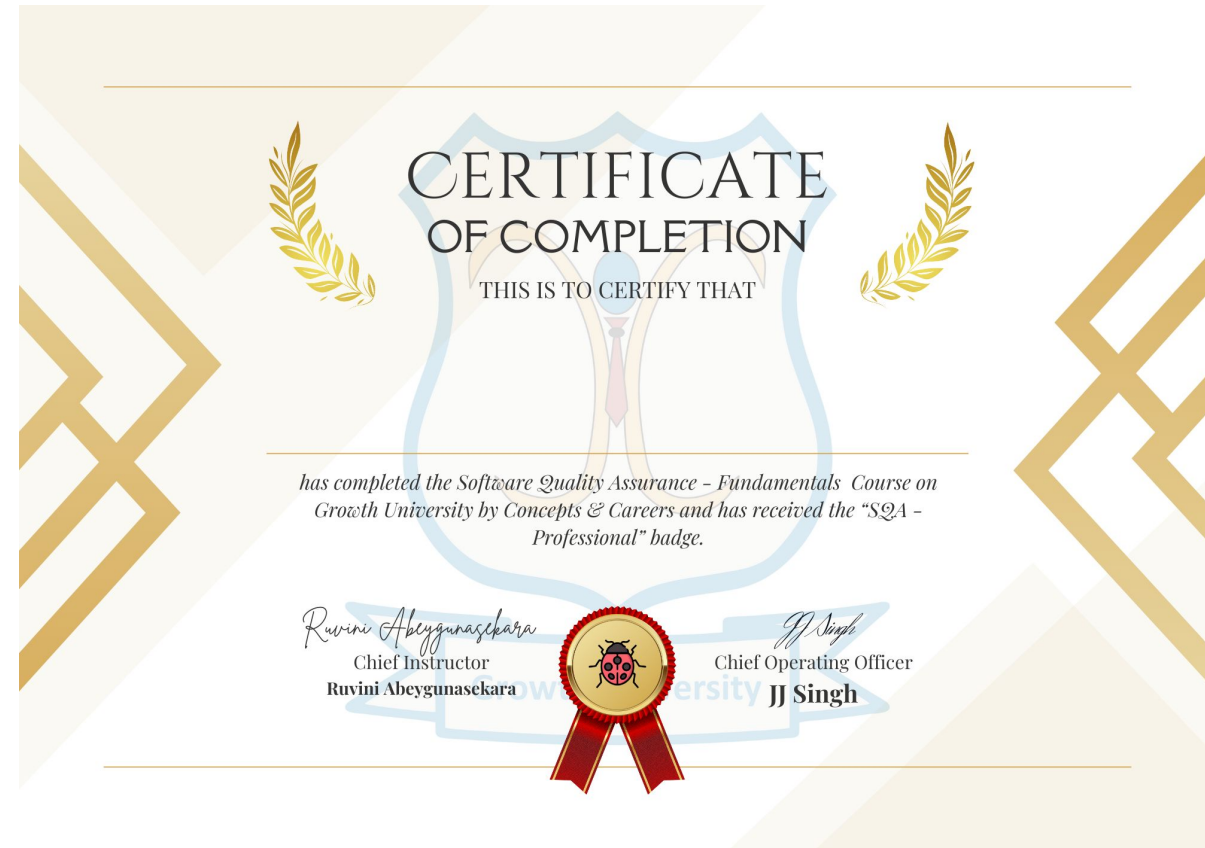 CERTIFICATE
OF COMPLETION
THIS IS TO CERTIFY THAT
has completed the Software Quality Assurance - Fundamentals Course on
Growth University by Concepts & Careers and has received the “SQA -
Professional” badge.
Ruvini Abeygunasekara
Chief Instructor
Ruvini Abeygunasekara
JJ Singh
Chief Operating Officer
JJ Singh
Grow ersity